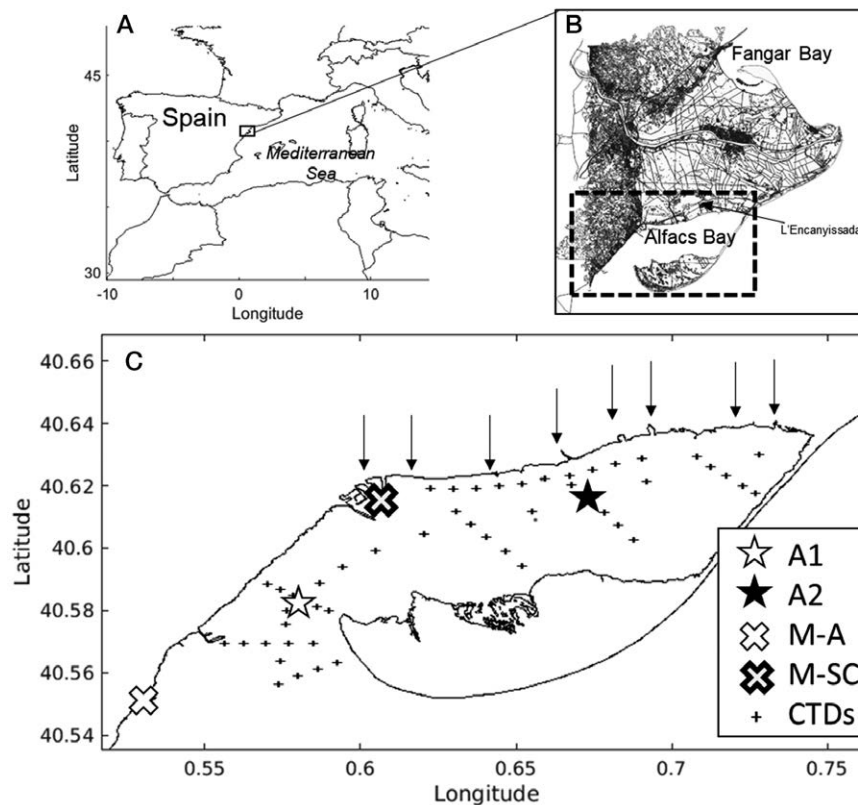 A
45
Spain
Latitude
Mediterranean
Sea
30
-10
0
10
Longitude
B
Fangar Bay
L'Encanyissada
Alfacs Bay
C
40.66
40.64
40.62
40.6
40.58
40.56
40.54
Latitude
0.55
0.6
0.65
0.7
0.75
Longitude
A1
A2
M-A
M-SC
CTDs